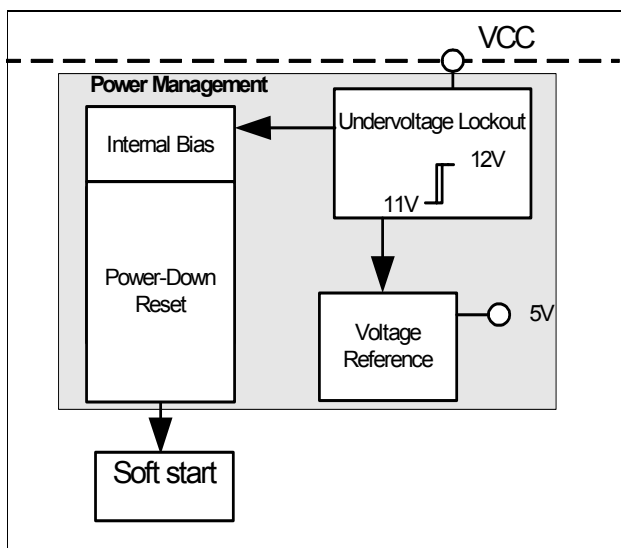 VCC
Power Management
Undervoltage Lockout
12V
11V
Internal Bias
Power-Down
Reset
Voltage
Reference
5V
Soft start